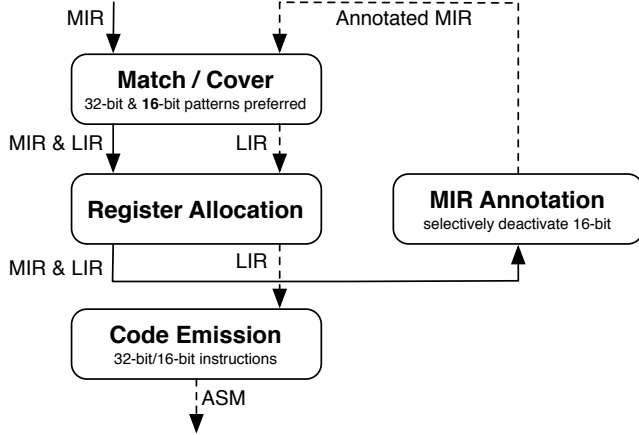 MIR
Annotated MIR
Match / Cover
32-bit & 16-bit patterns preferred
MIR & LIR
LIR
Register Allocation
MIR Annotation
selectively deactivate 16-bit
MIR & LIR
LIR
Code Emission
32-bit/16-bit instructions
ASM